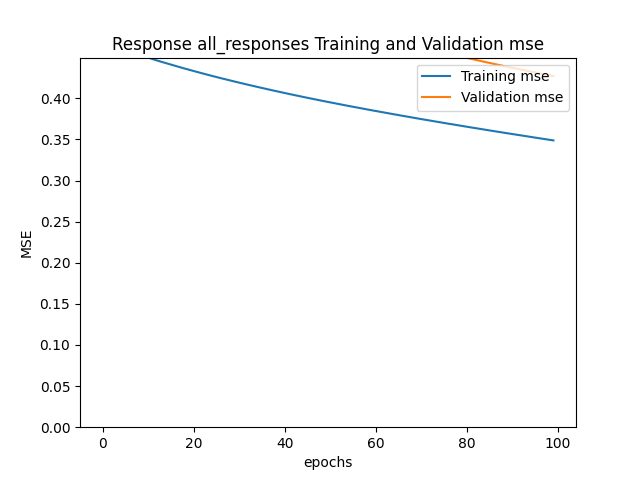 Response all_responses Training and Validation mse
Training mse
Validation mse
0.40
0.35
0.30
0.25
0.20
0.15
0.10
0.05
0.00
MSE
0 20 40 60 80 100
epochs